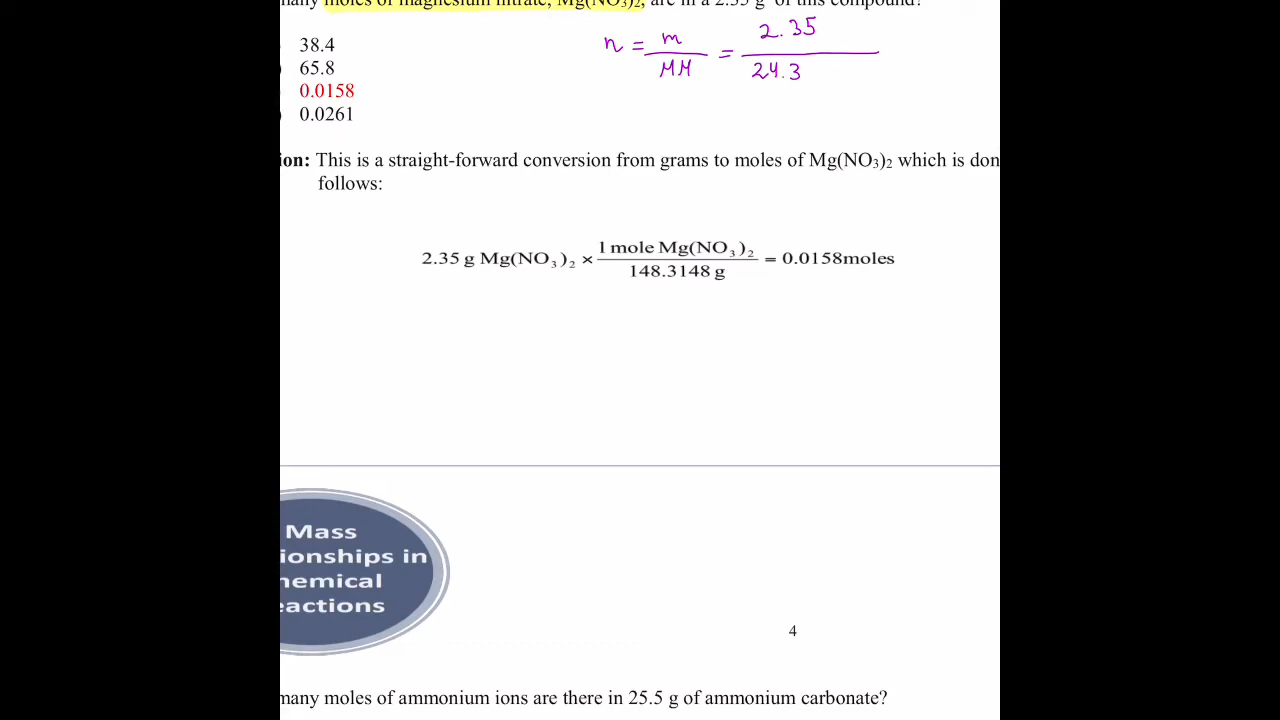 many moles of magnesium nitrate, Mg(NO3)2, are in a 2.35 g of this compound?
n = m / MM = 2.35 / 24.3
38.4
65.8
0.0158
0.0261
ion: This is a straight-forward conversion from grams to moles of Mg(NO3)2 which is don
follows:
2.35 g Mg(NO3)2 × 1 mole Mg(NO3)2 / 148.3148 g = 0.0158moles
Mass
ionships in
hemical
eactions
4
many moles of ammonium ions are there in 25.5 g of ammonium carbonate?